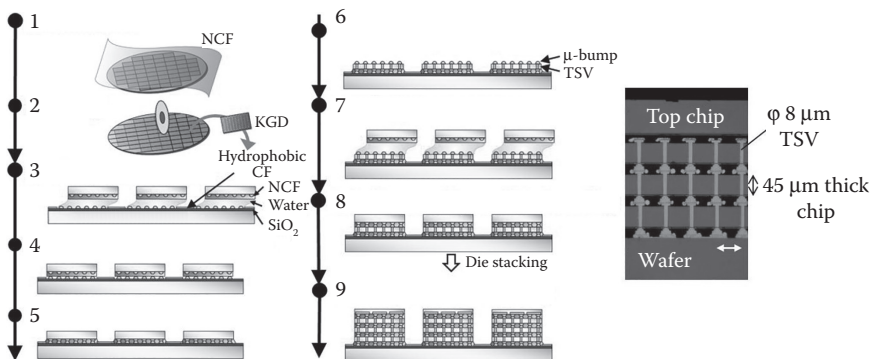 1
NCF
2
KGD
Hydrophobic
CF
3
NCF
Water
SiO₂
4
5
6
μ-bump
TSV
7
8
Die stacking
9
Top chip
φ 8 μm
TSV
45 μm thick
chip
Wafer